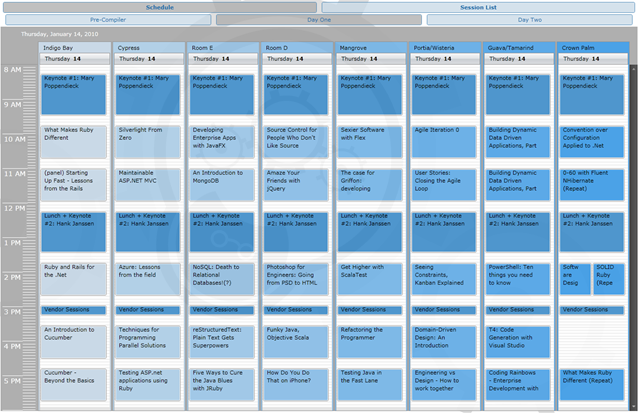 Schedule
Session List
Pre-Compiler
Day One
Day Two
Thursday, January 14, 2010
Indigo Bay
Cypress
Room E
Room D
Mangrove
Portia/Wisteria
Guava/Tamarind
Crown Palm
Thursday 14
Thursday 14
Thursday 14
Thursday 14
Thursday 14
Thursday 14
Thursday 14
Thursday 14
8 AM
Keynote #1: Mary
Poppendieck
Keynote #1: Mary
Poppendieck
Keynote #1: Mary
Poppendieck
Keynote #1: Mary
Poppendieck
Keynote #1: Mary
Poppendieck
Keynote #1: Mary
Poppendieck
Keynote #1: Mary
Poppendieck
Keynote #1: Mary
Poppendieck
9 AM
10 AM
What Makes Ruby
Different
Silverlight From
Zero
Developing
Enterprise Apps
with JavaFX
Source Control for
People Who Don't
Like Source
Sexier Software
with Flex
Agile Iteration 0
Building Dynamic
Data Driven
Applications, Part
Convention over
Configuration
Applied to .Net
11 AM
(panel) Starting
Up Fast - Lessons
from the Rails
Maintainable
ASP.NET MVC
An Introduction to
MongoDB
Amaze Your
Friends with
jQuery
The case for
Griffon:
developing
User Stories:
Closing the Agile
Loop
Building Dynamic
Data Driven
Applications, Part
0-60 with Fluent
NHibernate
(Repeat)
12 PM
Lunch + Keynote
#2: Hank Janssen
Lunch + Keynote
#2: Hank Janssen
Lunch + Keynote
#2: Hank Janssen
Lunch + Keynote
#2: Hank Janssen
Lunch + Keynote
#2: Hank Janssen
Lunch + Keynote
#2: Hank Janssen
Lunch + Keynote
#2: Hank Janssen
Lunch + Keynote
#2: Hank Janssen
1 PM
2 PM
Ruby and Rails for
the .Net
Azure: Lessons
from the field
NoSQL: Death to
Relational
Databases!(?)
Photoshop for
Engineers: Going
from PSD to HTML
Get Higher with
ScalaTest
Seeing
Constraints,
Kanban Explained
PowerShell: Ten
things you need
to know
Softw
are
Desig
SOLID
Ruby
(Repe
3 PM
Vendor Sessions
Vendor Sessions
Vendor Sessions
Vendor Sessions
Vendor Sessions
Vendor Sessions
Vendor Sessions
4 PM
An Introduction to
Cucumber
Techniques for
Programming
Parallel Solutions
reStructuredText:
Plain Text Gets
Superpowers
Funky Java,
Objective Scala
Refactoring the
Programmer
Domain-Driven
Design: An
Introduction
T4: Code
Generation with
Visual Studio
5 PM
Cucumber -
Beyond the Basics
Testing ASP.net
applications using
Ruby
Five Ways to Cure
the Java Blues
with JRuby
How Do You Do
That on iPhone?
Testing Java in
the Fast Lane
Engineering vs
Design - How to
work together
Coding Rainbows
- Enterprise
Development with
What Makes Ruby
Different (Repeat)